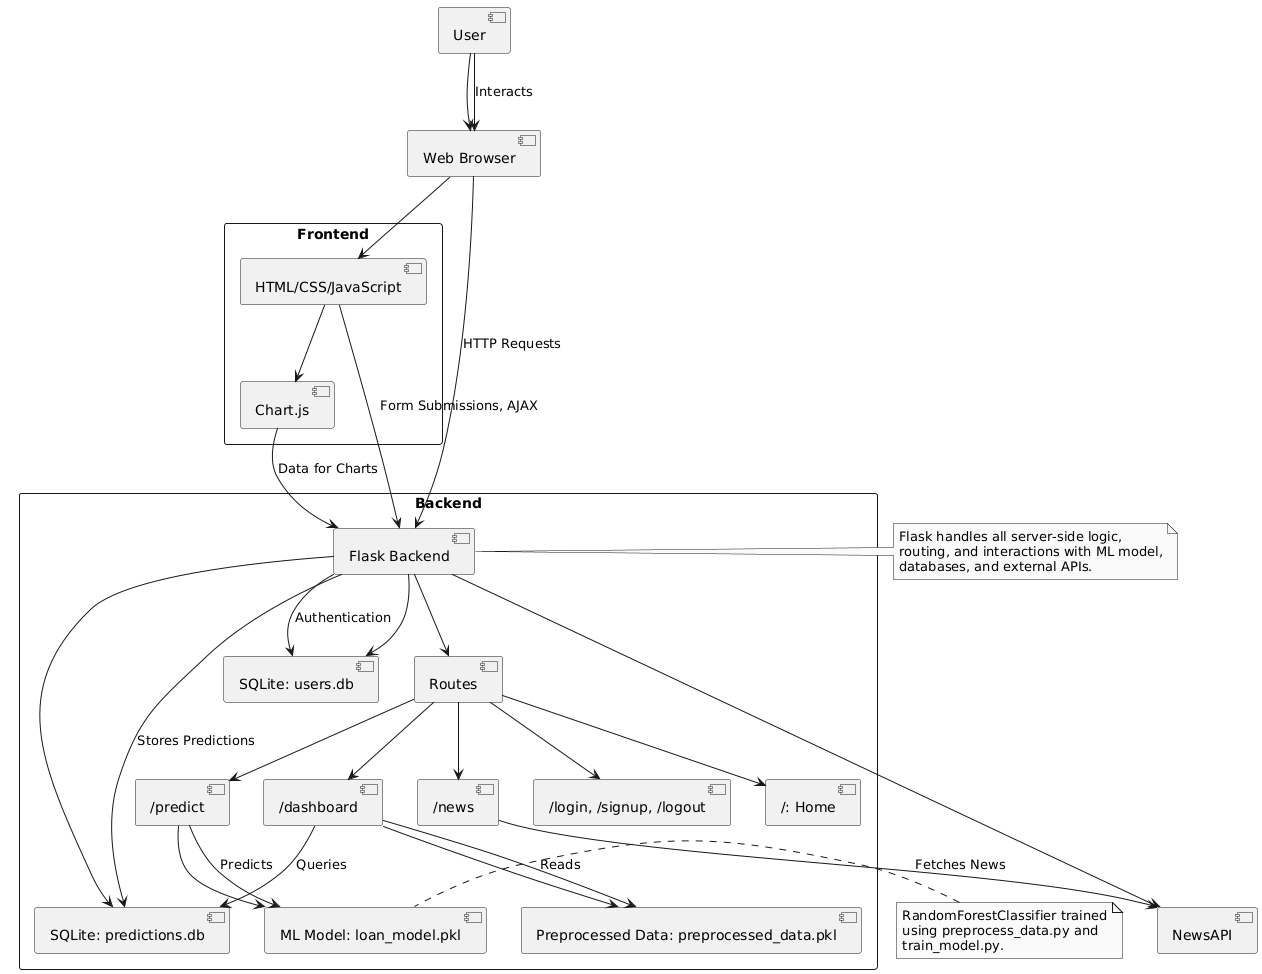 User
Interacts
Web Browser
Frontend
HTML/CSS/JavaScript
HTTP Requests
Chart.js
Form Submissions, AJAX
Data for Charts
Backend
Flask Backend
Flask handles all server-side logic,
routing, and interactions with ML model,
databases, and external APIs.
Authentication
SQLite: users.db
Routes
Stores Predictions
/predict
/dashboard
/news
/login, /signup, /logout
/: Home
Predicts
Queries
Reads
Fetches News
SQLite: predictions.db
ML Model: loan_model.pkl
Preprocessed Data: preprocessed_data.pkl
RandomForestClassifier trained
using preprocess_data.py and
train_model.py.
NewsAPI